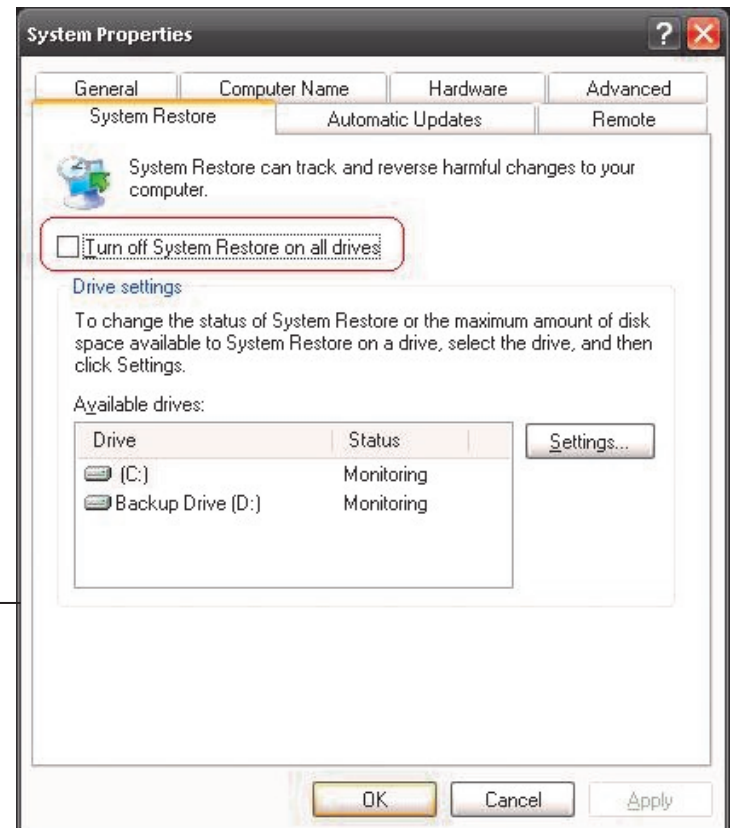 System Properties
?
General Computer Name Hardware Advanced
System Restore Automatic Updates Remote
System Restore can track and reverse harmful changes to your
computer.
Turn off System Restore on all drives
Drive settings
To change the status of System Restore or the maximum amount of disk
space available to System Restore on a drive, select the drive, and then
click Settings.
Available drives:
Drive Status
Settings...
(C:) Monitoring
Backup Drive (D:) Monitoring
OK Cancel Apply